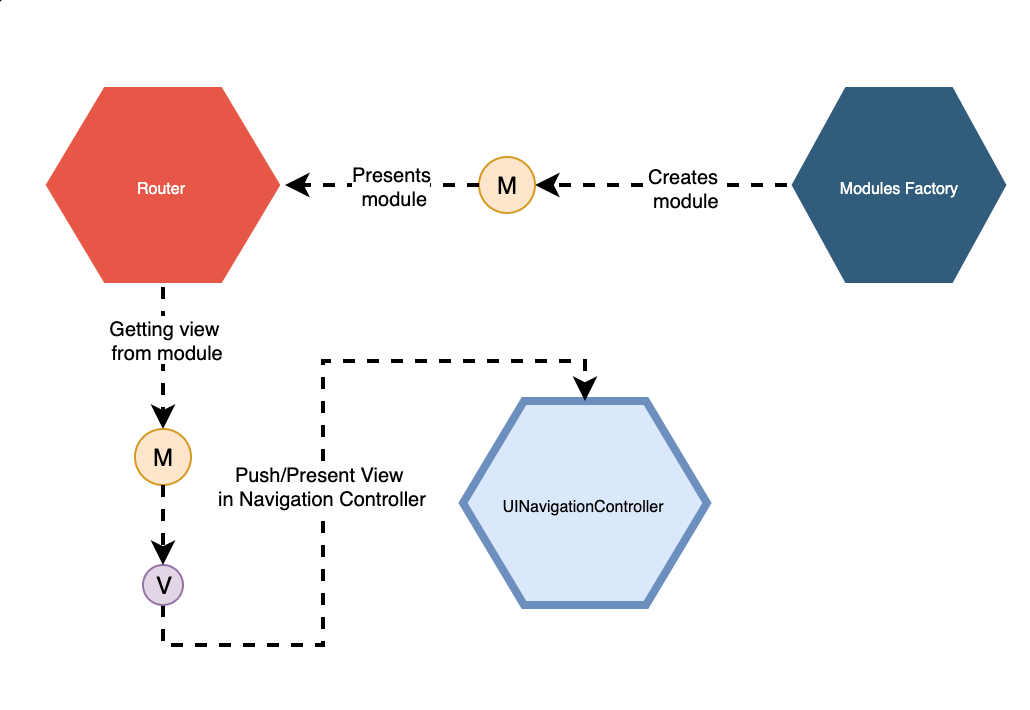 Router
Presents
module
M
Creates
module
Modules Factory
Getting view
from module
M
V
Push/Present View
in Navigation Controller
UINavigationController